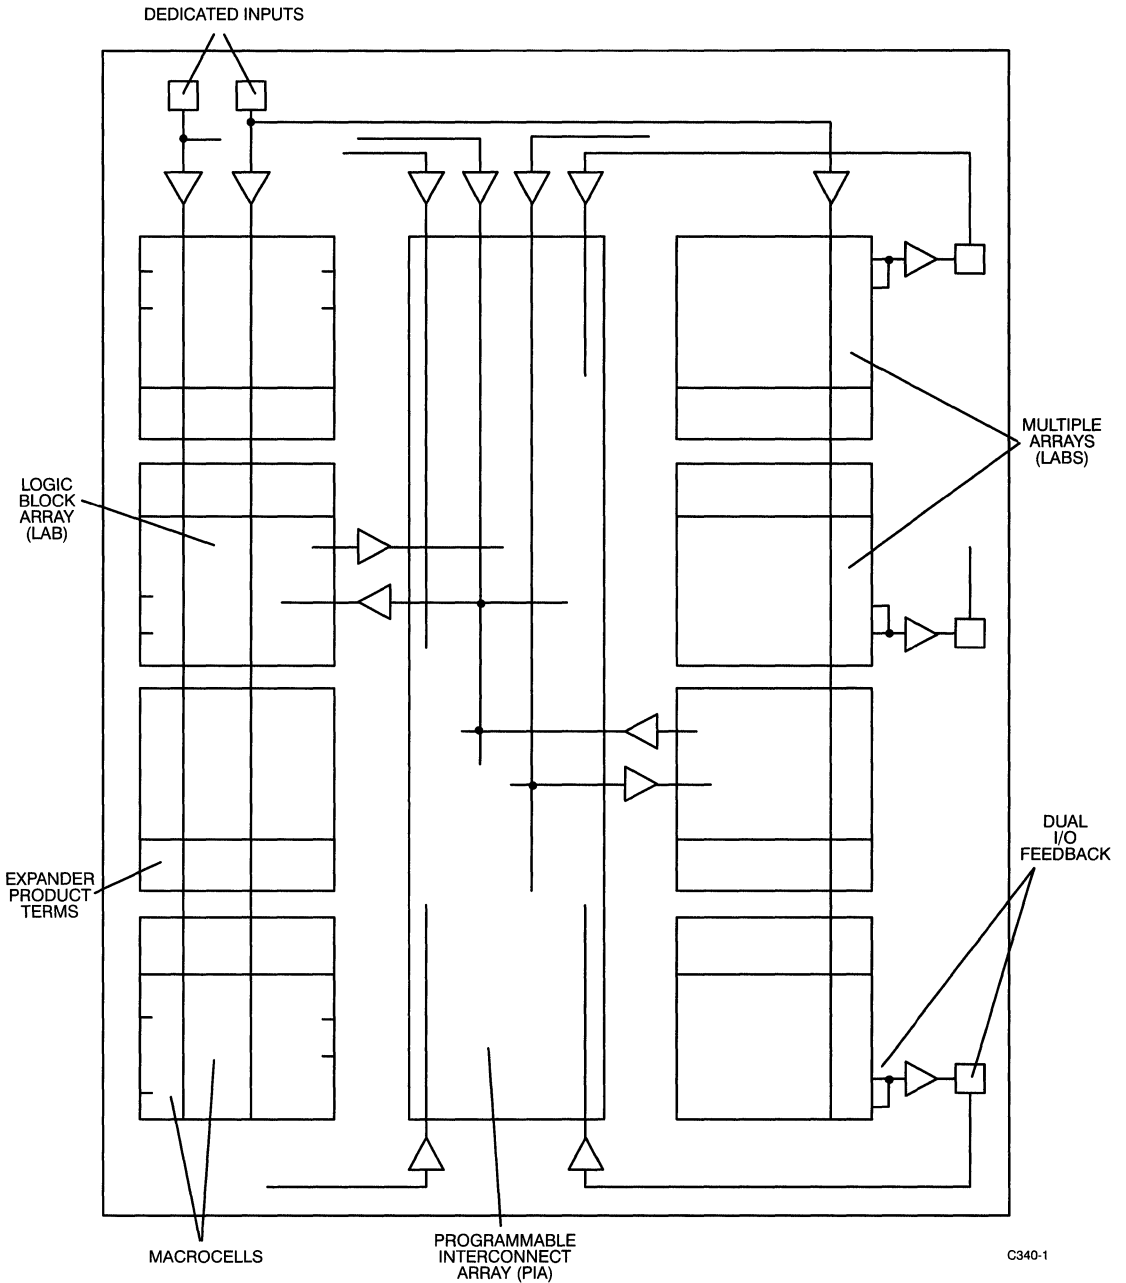 DEDICATED INPUTS
MULTIPLE
ARRAYS
(LABS)
LOGIC
BLOCK
ARRAY
(LAB)
DUAL
I/O
FEEDBACK
EXPANDER
PRODUCT
TERMS
MACROCELLS
PROGRAMMABLE
INTERCONNECT
ARRAY (PIA)
C340-1